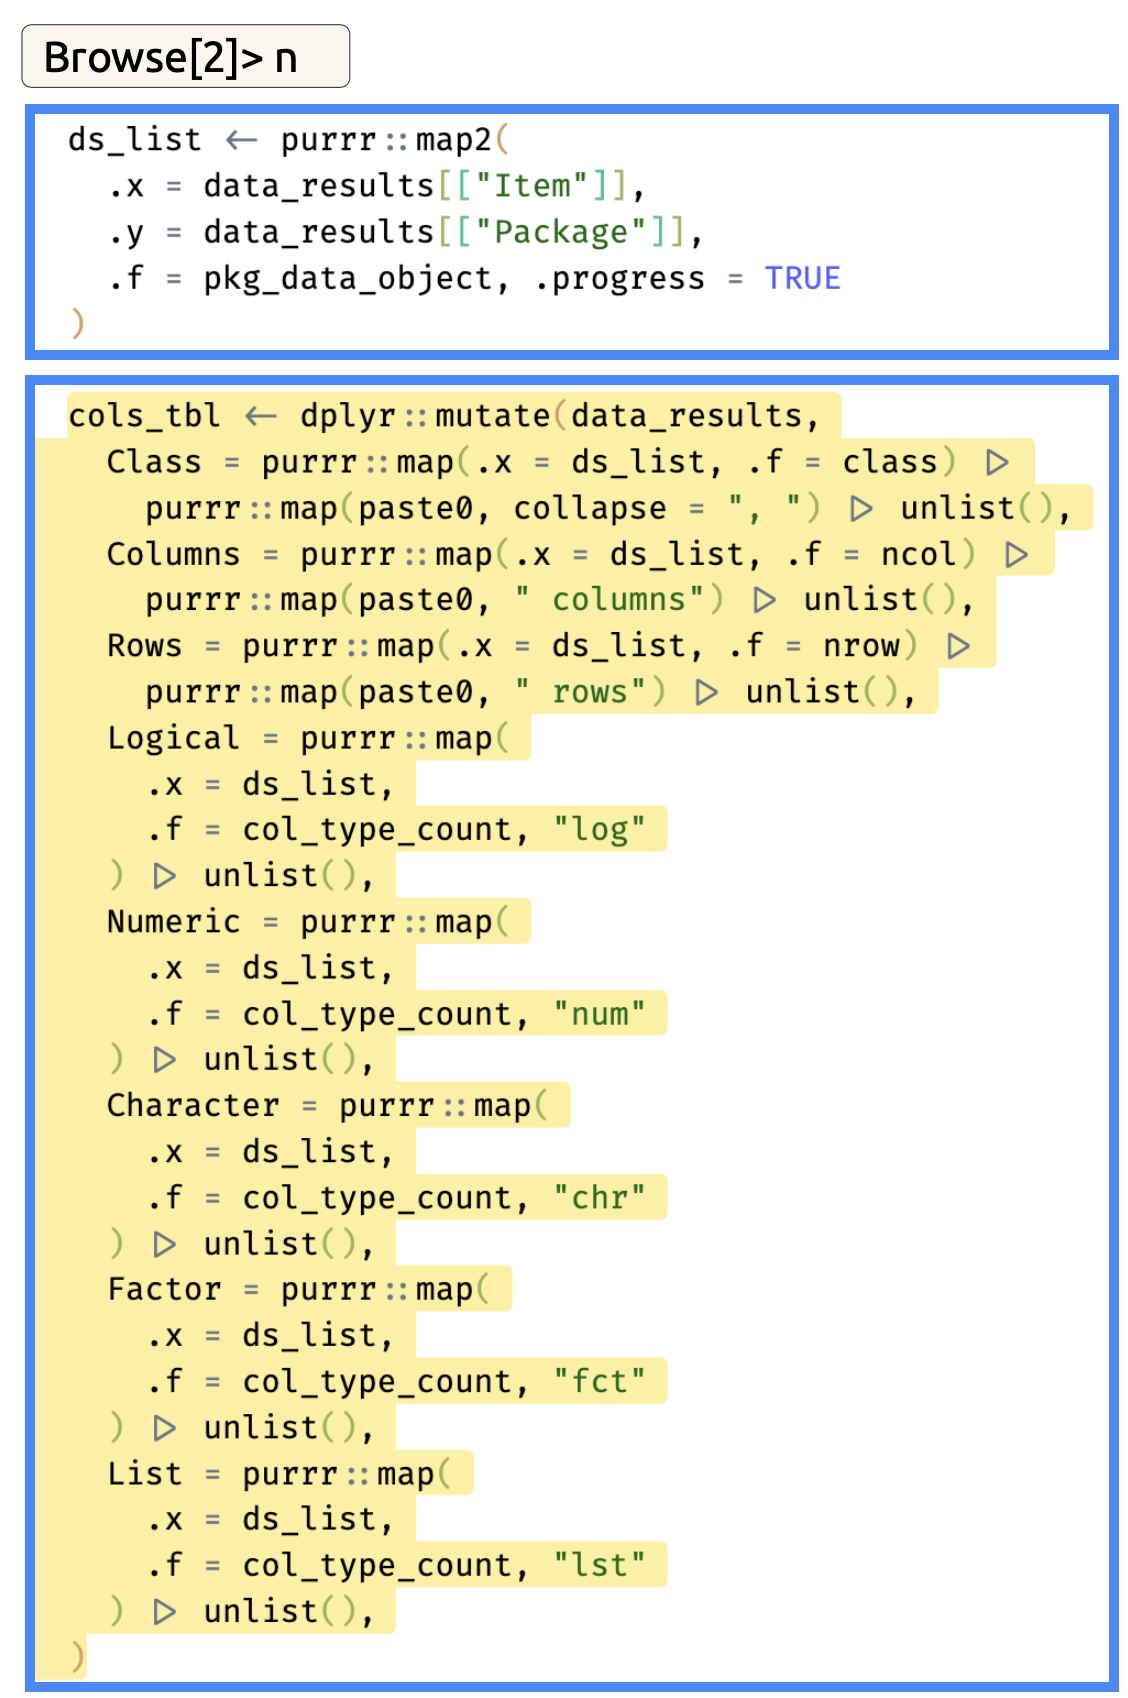 Browse[2]> n
ds_list <- purrr::map2(
  .x = data_results[["Item"]],
  .y = data_results[["Package"]],
  .f = pkg_data_object, .progress = TRUE
)
cols_tbl <- dplyr::mutate(data_results,
  Class = purrr::map(.x = ds_list, .f = class) |>
    purrr::map(paste0, collapse = ", ") |> unlist(),
  Columns = purrr::map(.x = ds_list, .f = ncol) |>
    purrr::map(paste0, " columns") |> unlist(),
  Rows = purrr::map(.x = ds_list, .f = nrow) |>
    purrr::map(paste0, " rows") |> unlist(),
  Logical = purrr::map(
    .x = ds_list,
    .f = col_type_count, "log"
  ) |> unlist(),
  Numeric = purrr::map(
    .x = ds_list,
    .f = col_type_count, "num"
  ) |> unlist(),
  Character = purrr::map(
    .x = ds_list,
    .f = col_type_count, "chr"
  ) |> unlist(),
  Factor = purrr::map(
    .x = ds_list,
    .f = col_type_count, "fct"
  ) |> unlist(),
  List = purrr::map(
    .x = ds_list,
    .f = col_type_count, "lst"
  ) |> unlist(),
)